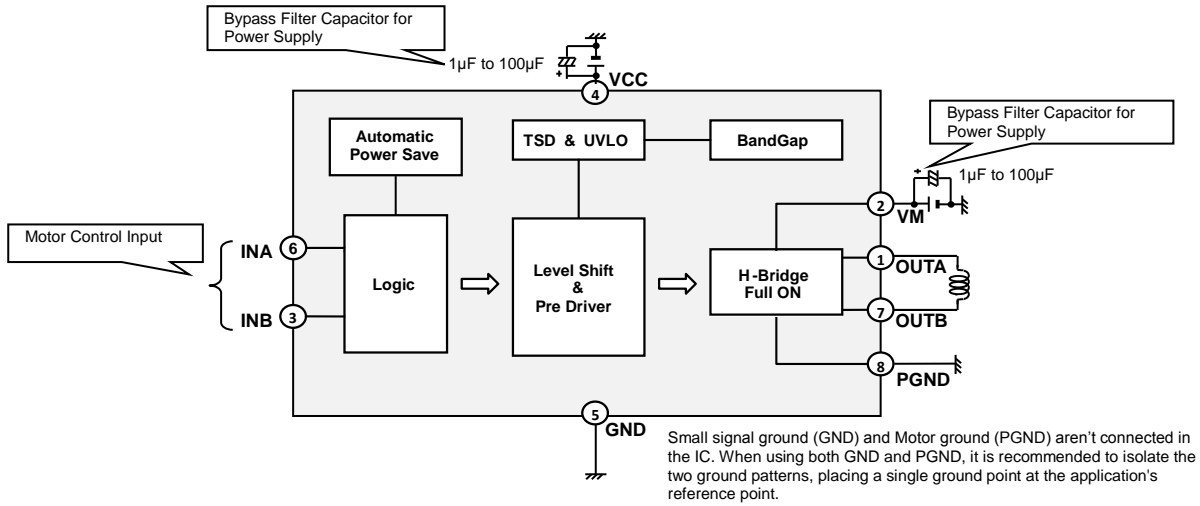 Bypass Filter Capacitor for
Power Supply
1µF to 100µF
+
VCC
4
Bypass Filter Capacitor for
Power Supply
+
1µF to 100µF
Automatic
Power Save
TSD & UVLO
BandGap
2
VM
Motor Control Input
INA
6
INB
3
Logic
Level Shift
&
Pre Driver
H-Bridge
Full ON
1
OUTA
7
OUTB
8
PGND
5
GND
Small signal ground (GND) and Motor ground (PGND) aren't connected in
the IC. When using both GND and PGND, it is recommended to isolate the
two ground patterns, placing a single ground point at the application's
reference point.